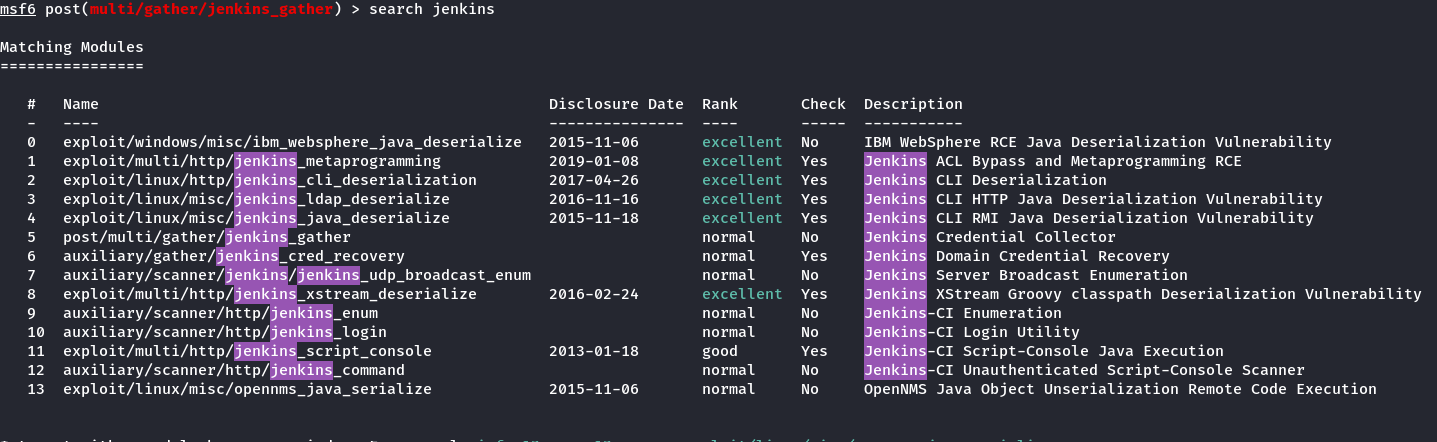 msf6 post(multi/gather/jenkins_gather) > search jenkins
Matching Modules
================
# Name Disclosure Date Rank Check Description
- ---- --------------- ---- ----- -----------
0 exploit/windows/misc/ibm_websphere_java_deserialize 2015-11-06 excellent No IBM WebSphere RCE Java Deserialization Vulnerability
1 exploit/multi/http/jenkins_metaprogramming 2019-01-08 excellent Yes Jenkins ACL Bypass and Metaprogramming RCE
2 exploit/linux/http/jenkins_cli_deserialization 2017-04-26 excellent Yes Jenkins CLI Deserialization
3 exploit/linux/misc/jenkins_ldap_deserialize 2016-11-16 excellent Yes Jenkins CLI HTTP Java Deserialization Vulnerability
4 exploit/linux/misc/jenkins_java_deserialize 2015-11-18 excellent Yes Jenkins CLI RMI Java Deserialization Vulnerability
5 post/multi/gather/jenkins_gather normal No Jenkins Credential Collector
6 auxiliary/gather/jenkins_cred_recovery normal Yes Jenkins Domain Credential Recovery
7 auxiliary/scanner/jenkins/jenkins_udp_broadcast_enum normal No Jenkins Server Broadcast Enumeration
8 exploit/multi/http/jenkins_xstream_deserialize 2016-02-24 excellent Yes Jenkins XStream Groovy classpath Deserialization Vulnerability
9 auxiliary/scanner/http/jenkins_enum normal No Jenkins-CI Enumeration
10 auxiliary/scanner/http/jenkins_login normal No Jenkins-CI Login Utility
11 exploit/multi/http/jenkins_script_console 2013-01-18 good Yes Jenkins-CI Script-Console Java Execution
12 auxiliary/scanner/http/jenkins_command normal No Jenkins-CI Unauthenticated Script-Console Scanner
13 exploit/linux/misc/opennms_java_serialize 2015-11-06 normal No OpenNMS Java Object Unserialization Remote Code Execution